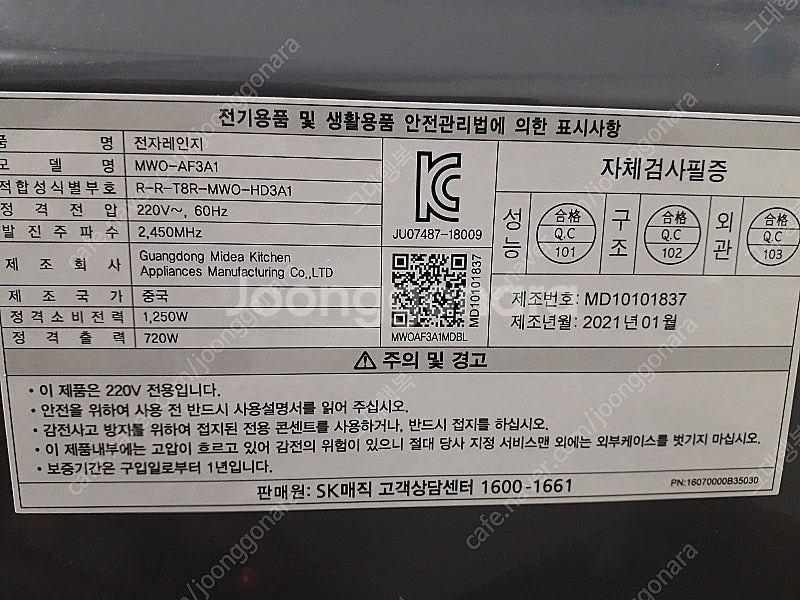 전기용품 및 생활용품 안전관리법에 의한 표시사항
품 명 전자레인지
모 델 명 MWO-AF3A1
적합성식별부호 R-R-T8R-MWO-HD3A1
정 격 전 압 220V~, 60Hz
발 진 주 파 수 2,450MHz
제 조 회 사 Guangdong Midea Kitchen
Appliances Manufacturing Co.,LTD
제 조 국 가 중국
정격소비전력 1,250W
정 격 출 력 720W
JU07487-18009
MD10101837
MWOAF3A1MDBL
자체검사필증
성능 合格 Q.C 101 구조 合格 Q.C 102 외관 合格 Q.C 103
제조번호: MD10101837
제조년월: 2021년 01월
주의 및 경고
• 이 제품은 220V 전용입니다.
• 안전을 위하여 사용 전 반드시 사용설명서를 읽어 주십시오.
• 감전사고 방지를 위하여 접지된 전용 콘센트를 사용하거나, 반드시 접지를 하십시오.
• 이 제품내부에는 고압이 흐르고 있어 감전의 위험이 있으니 절대 당사 지정 서비스맨 외에는 외부케이스를 벗기지 마십시오.
• 보증기간은 구입일로부터 1년입니다.
판매원: SK매직 고객상담센터 1600-1661
PN:16070000B35030
Joonggonara
cafe.naver.com/joonggonara
그대행복